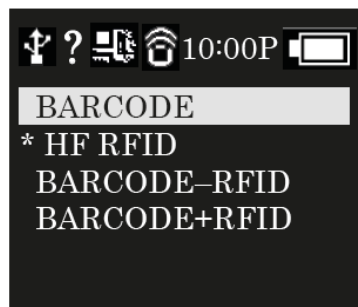 ? 10:00P
BARCODE
* HF RFID
BARCODE–RFID
BARCODE+RFID